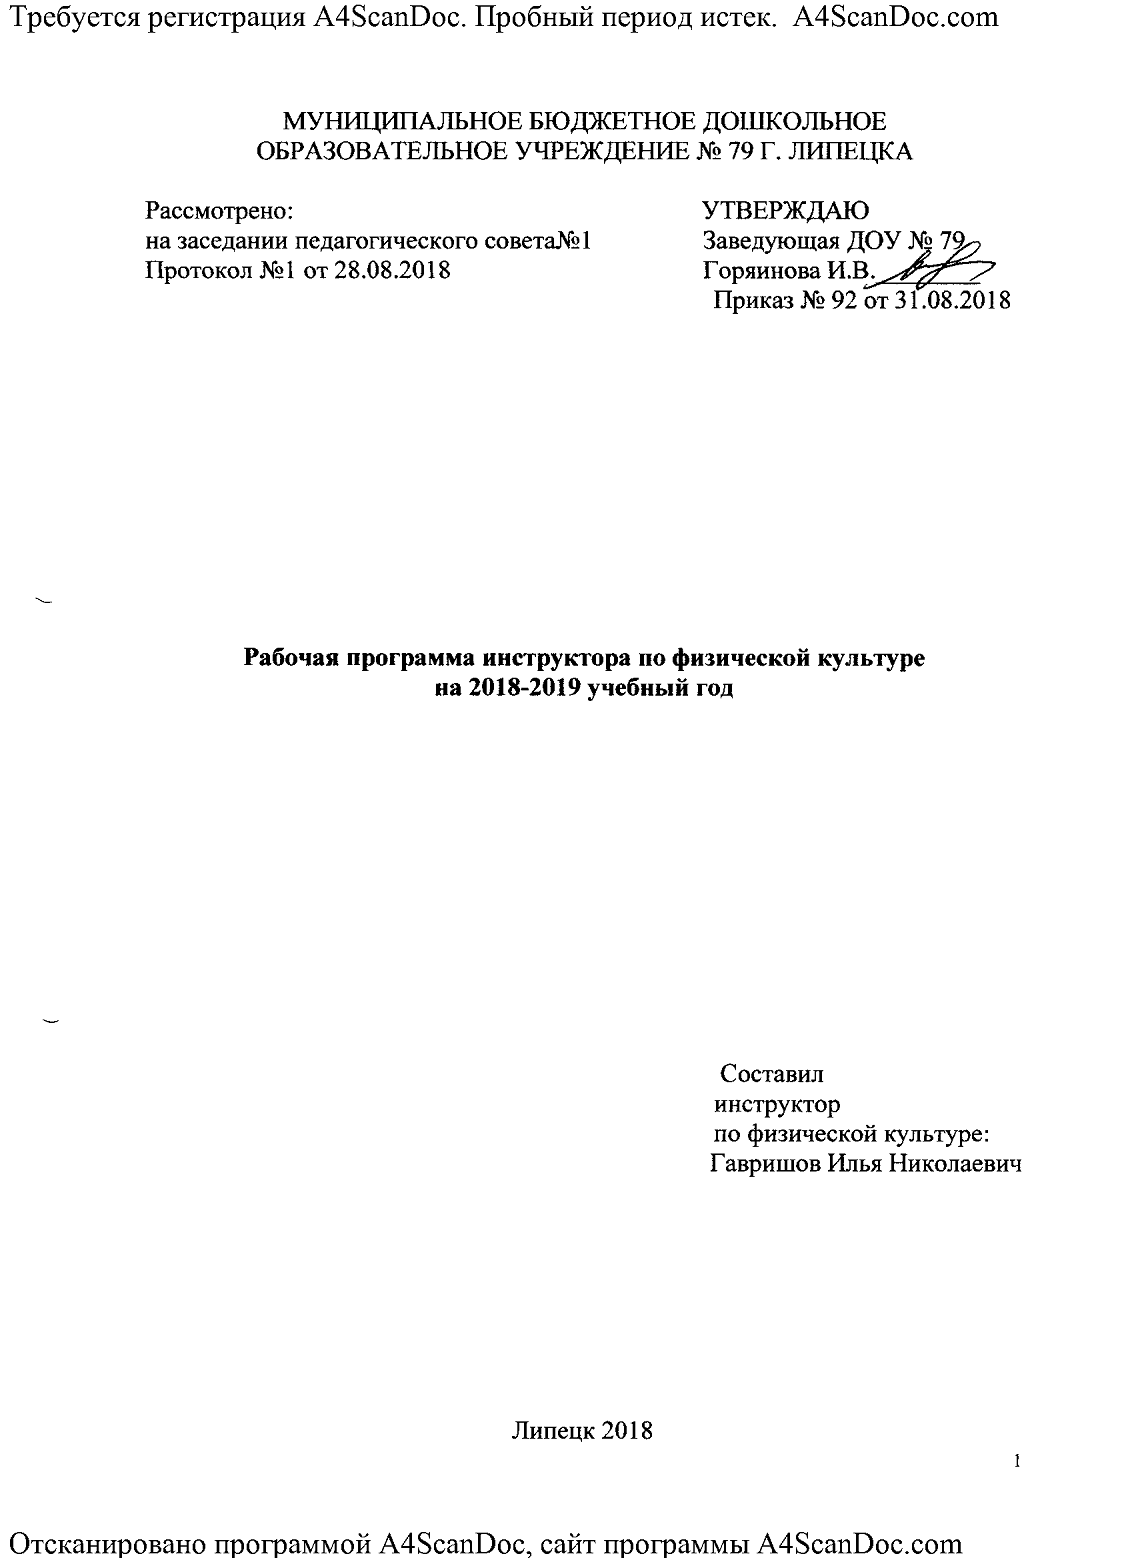 Требуется регистрация A4ScanDoc. Пробный период истек. A4ScanDoc.com
МУНИЦИПАЛЬНОЕ БЮДЖЕТНОЕ ДОШКОЛЬНОЕ
ОБРАЗОВАТЕЛЬНОЕ УЧРЕЖДЕНИЕ № 79 Г. ЛИПЕЦКА
Рассмотрено:
на заседании педагогического совета№1
Протокол №1 от 28.08.2018
УТВЕРЖДАЮ
Заведующая ДОУ № 79
Горяинова И.В.
Приказ № 92 от 31.08.2018
Рабочая программа инструктора по физической культуре
на 2018-2019 учебный год
Составил
инструктор
по физической культуре:
Гавришов Илья Николаевич
Липецк 2018
1
Отсканировано программой A4ScanDoc, сайт программы A4ScanDoc.com